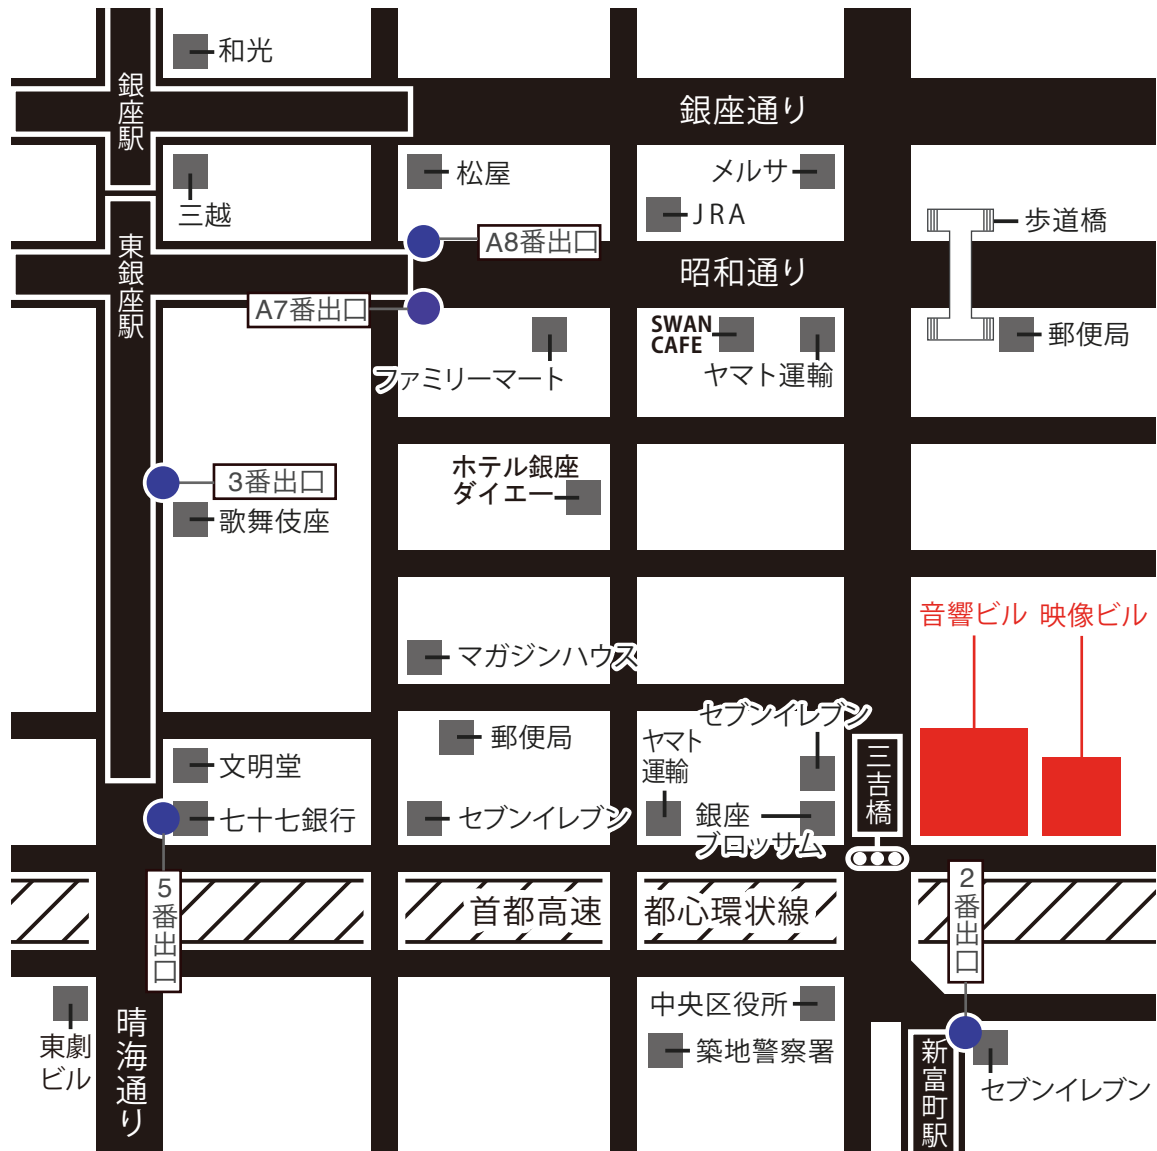 和光
銀座駅
銀座通り
松屋
メルサ
三越
JRA
歩道橋
A8番出口
東銀座駅
昭和通り
A7番出口
SWAN
CAFE
郵便局
ファミリーマート
ヤマト運輸
ホテル銀座
ダイエー
3番出口
歌舞伎座
音響ビル
映像ビル
マガジンハウス
セブンイレブン
郵便局
ヤマト
運輸
三吉橋
文明堂
七十七銀行
セブンイレブン
銀座
ブロッサム
5番出口
2番出口
首都高速
都心環状線
中央区役所
晴海通り
東劇
ビル
築地警察署
新富町駅
セブンイレブン